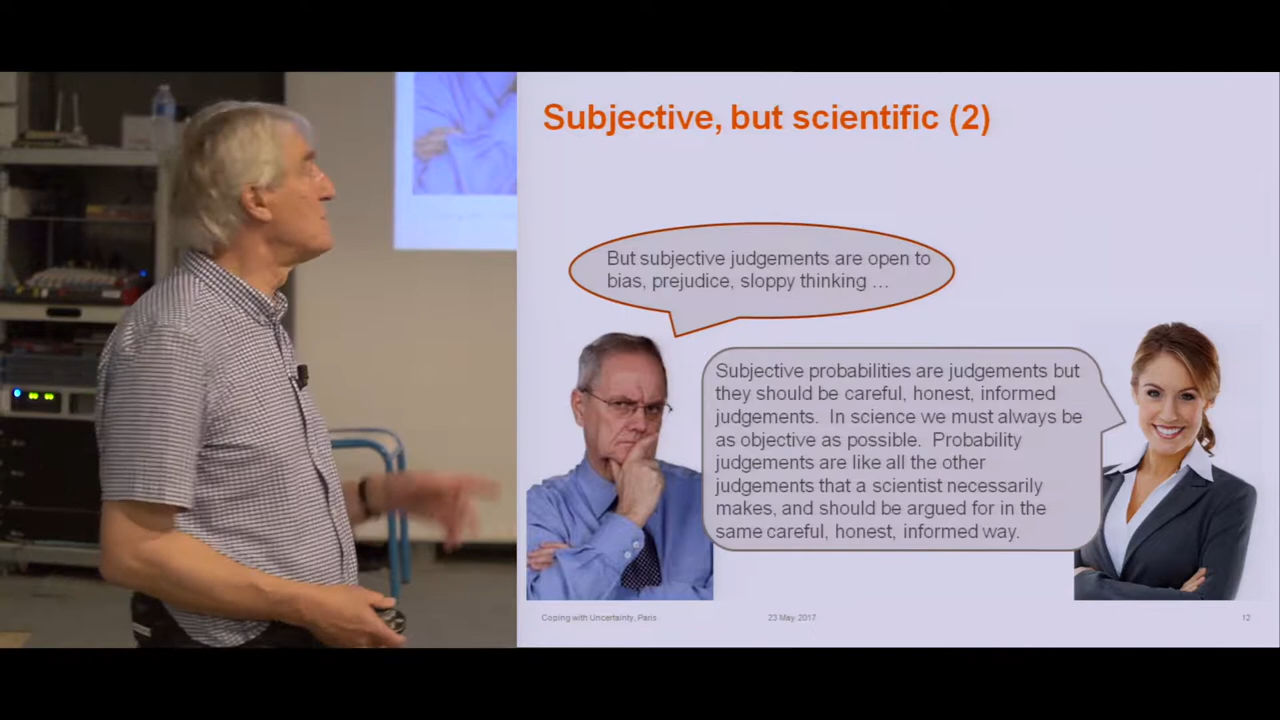 Subjective, but scientific (2)
But subjective judgements are open to
bias, prejudice, sloppy thinking …
Subjective probabilities are judgements but
they should be careful, honest, informed
judgements.  In science we must always be
as objective as possible.  Probability
judgements are like all the other
judgements that a scientist necessarily
makes, and should be argued for in the
same careful, honest, informed way.
Coping with Uncertainty, Paris
23 May 2017
12